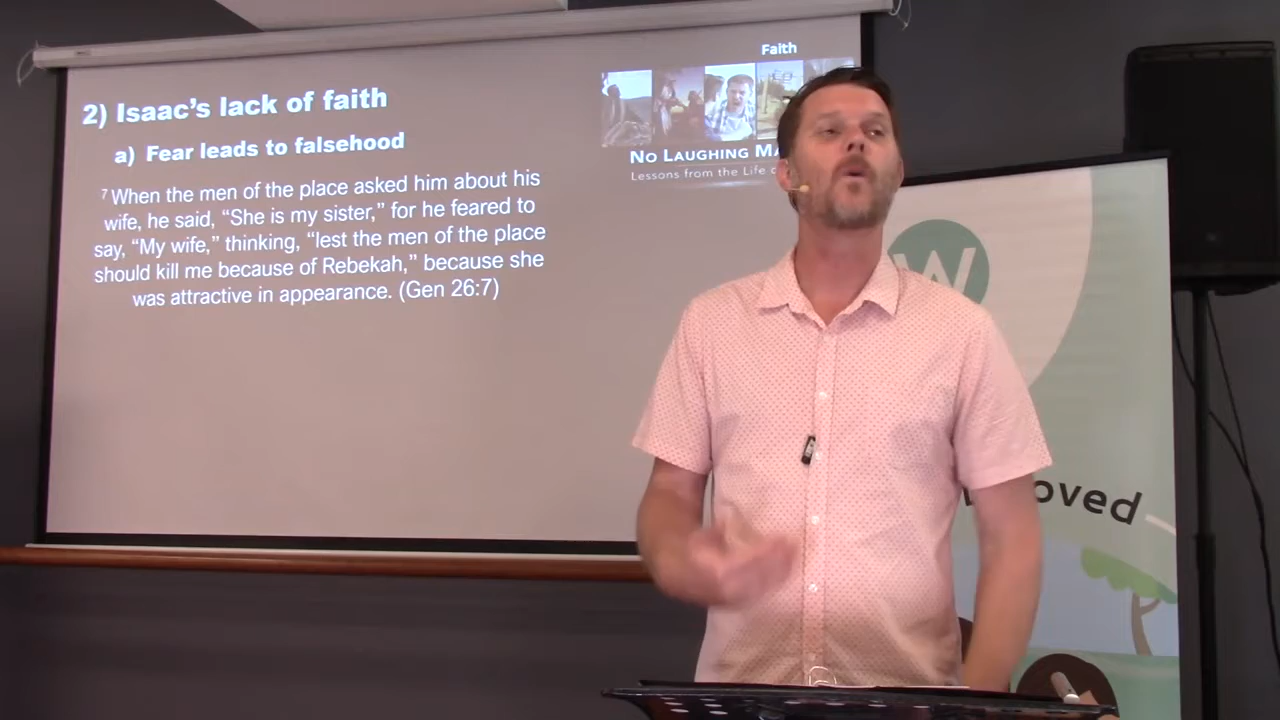 2) Isaac's lack of faith
a) Fear leads to falsehood
7 When the men of the place asked him about his
wife, he said, “She is my sister,” for he feared to
say, “My wife,” thinking, “lest the men of the place
should kill me because of Rebekah,” because she
was attractive in appearance. (Gen 26:7)
Faith
NO LAUGHING
Lessons from the Life
W
oved